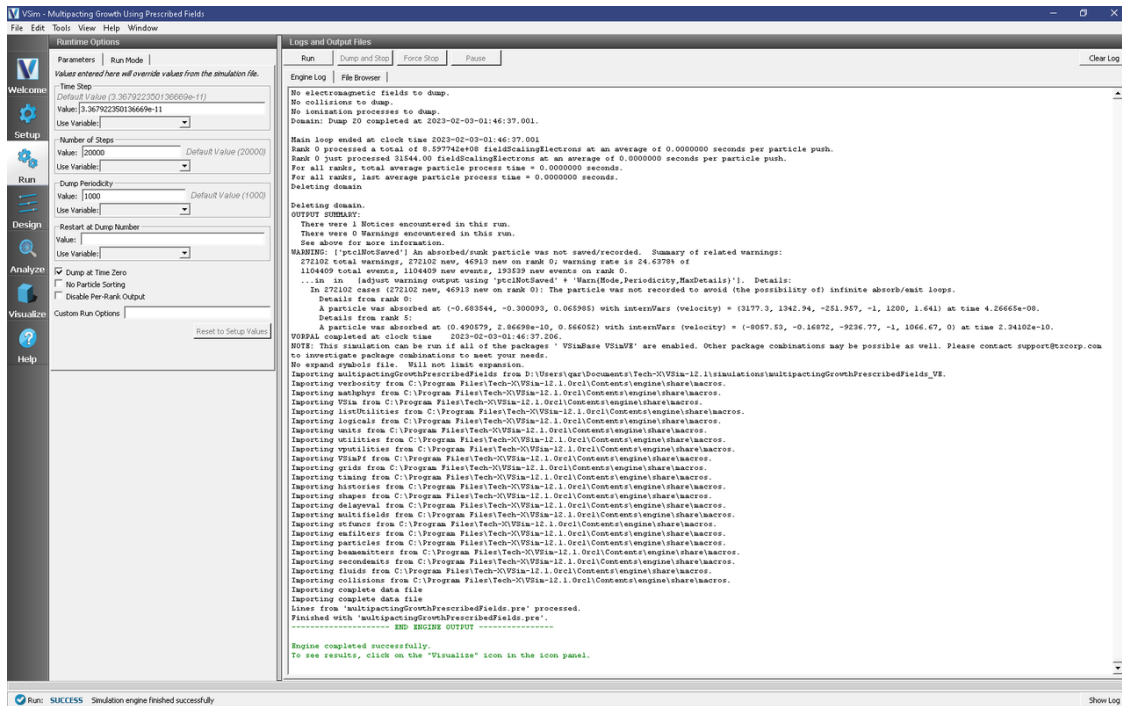 VSim - Multipacting Growth Using Prescribed Fields
File Edit Tools View Help Window
Welcome
Setup
Run
Design
Analyze
Visualize
Help
Runtime Options
Parameters Run Mode
Values entered here will override values from the simulation file.
Time Step
Default Value (3.367922350136669e-11)
Value: 3.367922350136669e-11
Use Variable:
Number of Steps
Value: 20000 Default Value (20000)
Use Variable:
Dump Periodicity
Value: 1000 Default Value (1000)
Use Variable:
Restart at Dump Number
Value:
Use Variable:
Dump at Time Zero
No Particle Sorting
Disable Per-Rank Output
Custom Run Options
Reset to Setup Values
Logs and Output Files
Run Dump and Stop Force Stop Pause Clear Log
Engine Log File Browser
No electromagnetic fields to dump.
No collisions to dump.
No ionization processes to dump.
Domain: Dump 20 completed at 2023-02-03-01:46:37.001.
Main loop ended at clock time 2023-02-03-01:46:37.001
Rank 0 processed a total of 8.597742e+08 fieldScalingElectrons at an average of 0.0000000 seconds per particle push.
Rank 0 just processed 31544.00 fieldScalingElectrons at an average of 0.0000000 seconds per particle push.
For all ranks, total average particle process time = 0.0000000 seconds.
For all ranks, last average particle process time = 0.0000000 seconds.
Deleting domain
Deleting domain.
OUTPUT SUMMARY:
There were 1 Notices encountered in this run.
There were 0 Warnings encountered in this run.
See above for more information.
WARNING: ['ptclNotSaved'] An absorbed/sunk particle was not saved/recorded. Summary of related warnings:
272102 total warnings, 272102 new, 46913 new on rank 0; warning rate is 24.6378% of
1104409 total events, 1104409 new events, 193539 new events on rank 0.
...in in [adjust warning output using 'ptclNotSaved' + 'Warn{Mode,Periodicity,MaxDetails}']. Details:
In 272102 cases (272102 new, 46913 new on rank 0): The particle was not recorded to avoid (the possibility of) infinite absorb/emit loops.
Details from rank 0:
A particle was absorbed at (-0.683544, -0.300093, 0.065985) with internVars (velocity) = (3177.3, 1342.94, -251.957, -1, 1200, 1.641) at time 4.26665e-08.
Details from rank 5:
A particle was absorbed at (0.490579, 2.86698e-10, 0.566052) with internVars (velocity) = (-8057.53, -0.16872, -9236.77, -1, 1066.67, 0) at time 2.34102e-10.
VORPAL completed at clock time 2023-02-03-01:46:37.206.
NOTE: This simulation can be run if all of the packages ' VSimBase VSimVE' are enabled. Other package combinations may be possible as well. Please contact support@txcorp.com
to investigate package combinations to meet your needs.
No expand symbols file. Will not limit expansion.
Importing multipactingGrowthPrescribedFields from D:\Users\qar\Documents\Tech-X\VSim-12.1\simulations\multipactingGrowthPrescribedFields_VE.
Importing verbosity from C:\Program Files\Tech-X\VSim-12.1.0rc1\Contents\engine\share\macros.
Importing mathphys from C:\Program Files\Tech-X\VSim-12.1.0rc1\Contents\engine\share\macros.
Importing VSim from C:\Program Files\Tech-X\VSim-12.1.0rc1\Contents\engine\share\macros.
Importing listUtilities from C:\Program Files\Tech-X\VSim-12.1.0rc1\Contents\engine\share\macros.
Importing logicals from C:\Program Files\Tech-X\VSim-12.1.0rc1\Contents\engine\share\macros.
Importing units from C:\Program Files\Tech-X\VSim-12.1.0rc1\Contents\engine\share\macros.
Importing utilities from C:\Program Files\Tech-X\VSim-12.1.0rc1\Contents\engine\share\macros.
Importing vputilities from C:\Program Files\Tech-X\VSim-12.1.0rc1\Contents\engine\share\macros.
Importing VSimPf from C:\Program Files\Tech-X\VSim-12.1.0rc1\Contents\engine\share\macros.
Importing grids from C:\Program Files\Tech-X\VSim-12.1.0rc1\Contents\engine\share\macros.
Importing timing from C:\Program Files\Tech-X\VSim-12.1.0rc1\Contents\engine\share\macros.
Importing histories from C:\Program Files\Tech-X\VSim-12.1.0rc1\Contents\engine\share\macros.
Importing shapes from C:\Program Files\Tech-X\VSim-12.1.0rc1\Contents\engine\share\macros.
Importing delayeval from C:\Program Files\Tech-X\VSim-12.1.0rc1\Contents\engine\share\macros.
Importing multifields from C:\Program Files\Tech-X\VSim-12.1.0rc1\Contents\engine\share\macros.
Importing stfuncs from C:\Program Files\Tech-X\VSim-12.1.0rc1\Contents\engine\share\macros.
Importing emfilters from C:\Program Files\Tech-X\VSim-12.1.0rc1\Contents\engine\share\macros.
Importing particles from C:\Program Files\Tech-X\VSim-12.1.0rc1\Contents\engine\share\macros.
Importing beamemitters from C:\Program Files\Tech-X\VSim-12.1.0rc1\Contents\engine\share\macros.
Importing secondemits from C:\Program Files\Tech-X\VSim-12.1.0rc1\Contents\engine\share\macros.
Importing fluids from C:\Program Files\Tech-X\VSim-12.1.0rc1\Contents\engine\share\macros.
Importing collisions from C:\Program Files\Tech-X\VSim-12.1.0rc1\Contents\engine\share\macros.
Importing complete data file
Importing complete data file
Lines from 'multipactingGrowthPrescribedFields.pre' processed.
Finished with 'multipactingGrowthPrescribedFields.pre'.
-------------------- END ENGINE OUTPUT ---------------
Engine completed successfully.
To see results, click on the "Visualize" icon in the icon panel.
Run: SUCCESS Simulation engine finished successfully Show Log